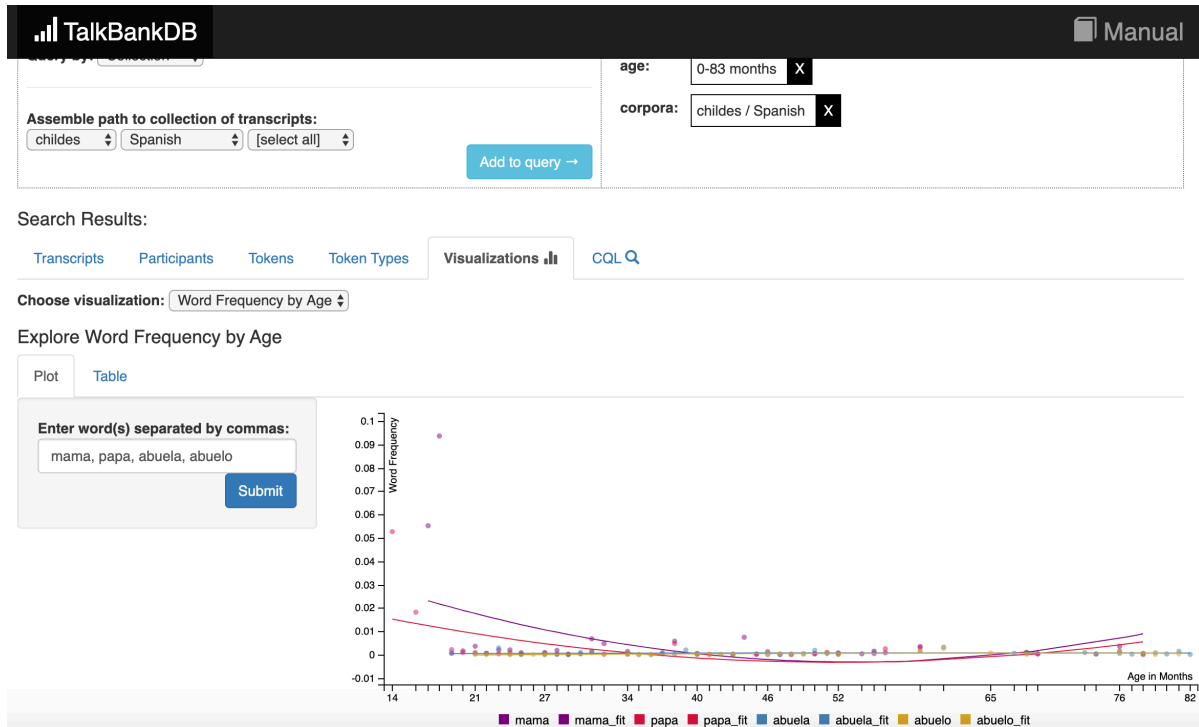 TalkBankDB
Manual
Query by: Collection
age: 0-83 months X
corpora: childes / Spanish X
Assemble path to collection of transcripts:
childes Spanish [select all]
Add to query →
Search Results:
Transcripts Participants Tokens Token Types Visualizations CQL
Choose visualization: Word Frequency by Age
Explore Word Frequency by Age
Plot Table
Enter word(s) separated by commas:
mama, papa, abuela, abuelo
Submit
Word Frequency
0.1
0.09
0.08
0.07
0.06
0.05
0.04
0.03
0.02
0.01
0
-0.01
Age in Months
14 21 27 34 40 46 52 65 76 82
mama mama_fit papa papa_fit abuela abuela_fit abuelo abuelo_fit